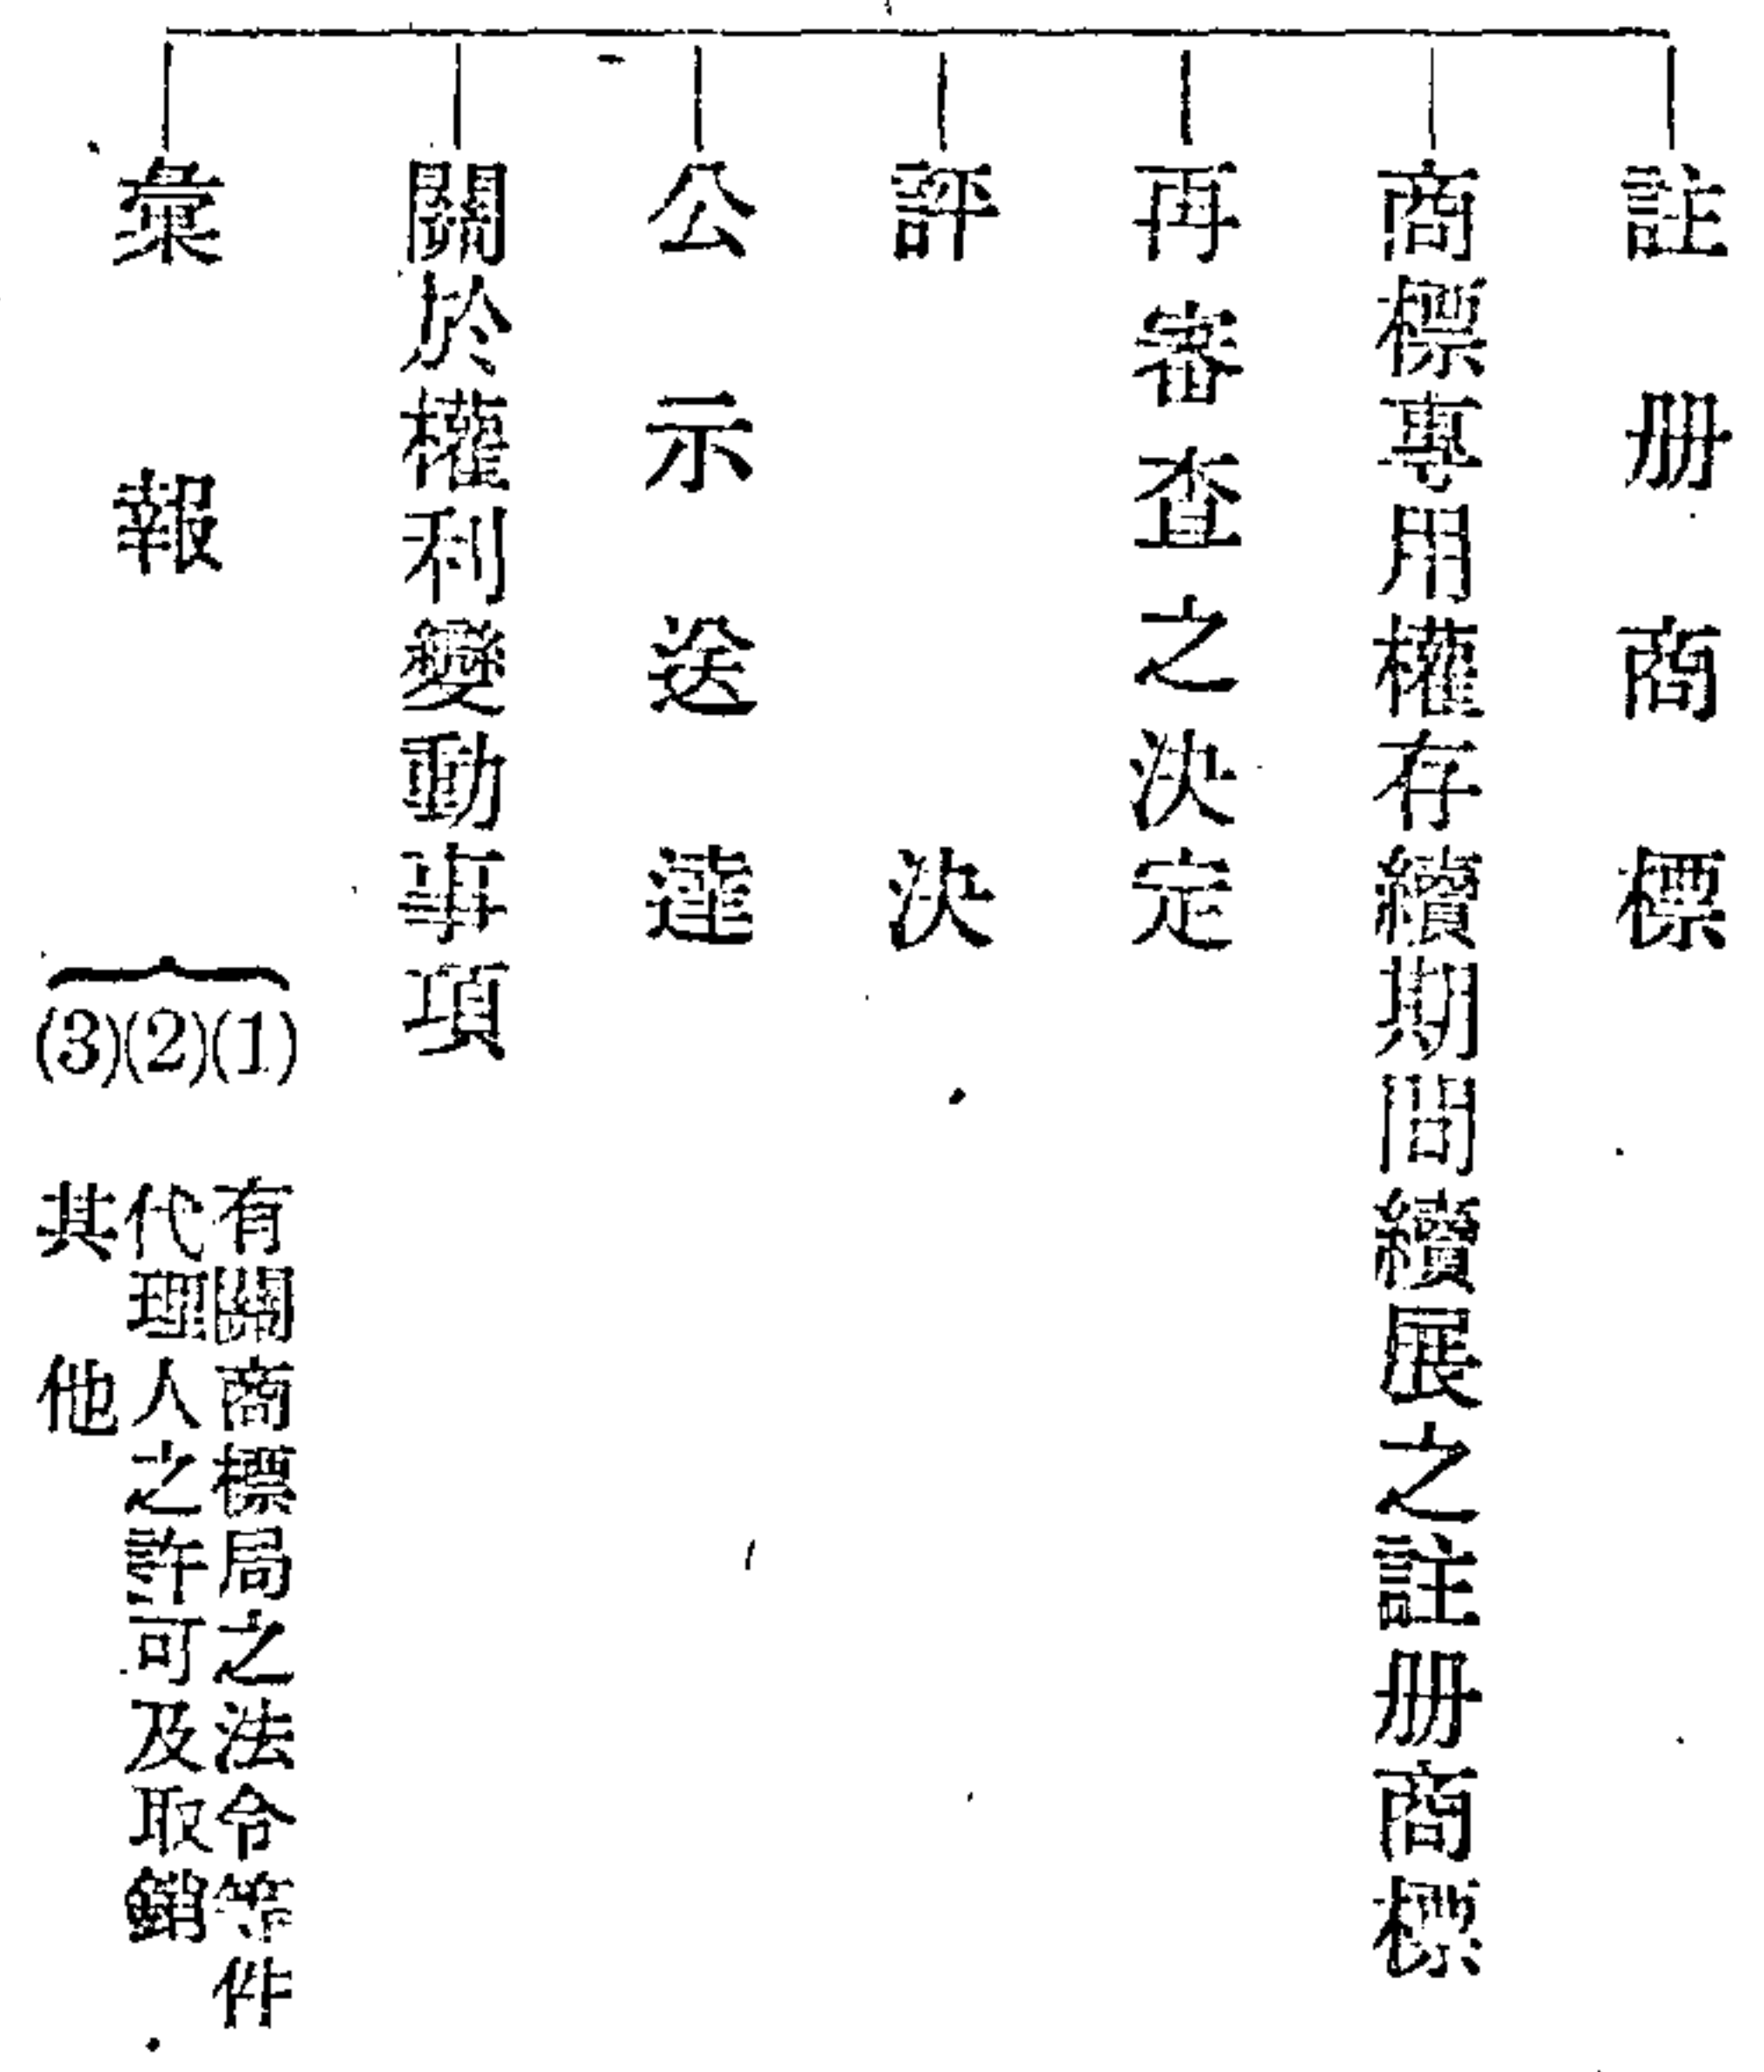 註册商標
商標專用權存續期間續展之註册商標
再審查之決定
評決
公示送達
關於權利變動事項
彙報
(1) 有關商標局之法令等件
(2) 代理人之許可及取銷
(3) 其他